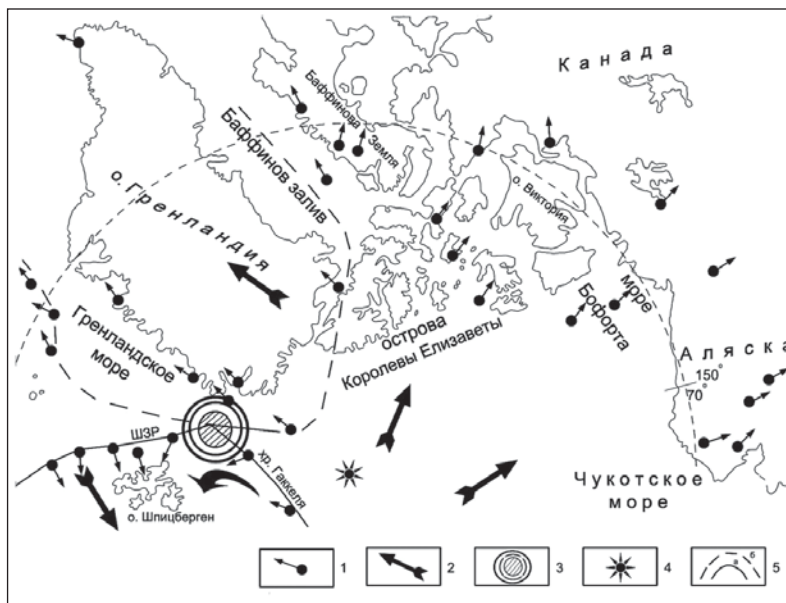 Канада
Баффинова
Земля
Баффинов залив
о. Гренландия
о. Виктория
море
Бофорта
острова
Королевы Елизаветы
Гренландское
море
Аляска
150°
70°
ШЗР
хр. Гаккеля
о. Шпицберген
Чукотское
море
1
2
3
4
а
б
5